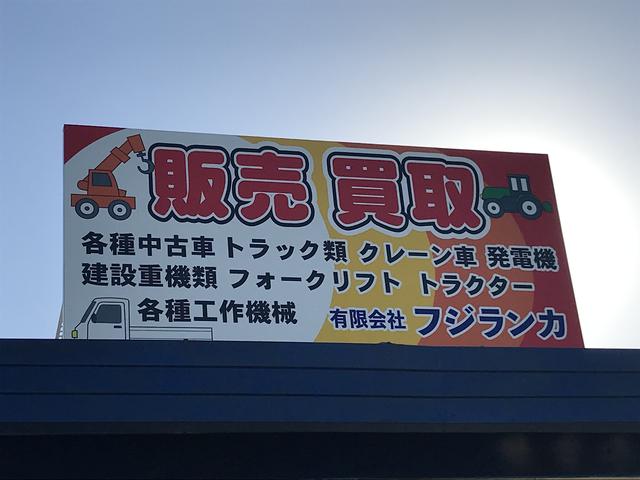 販売 買取
各種中古車 トラック類 クレーン車 発電機
建設重機類 フォークリフト トラクター
各種工作機械
有限会社 フジランカ